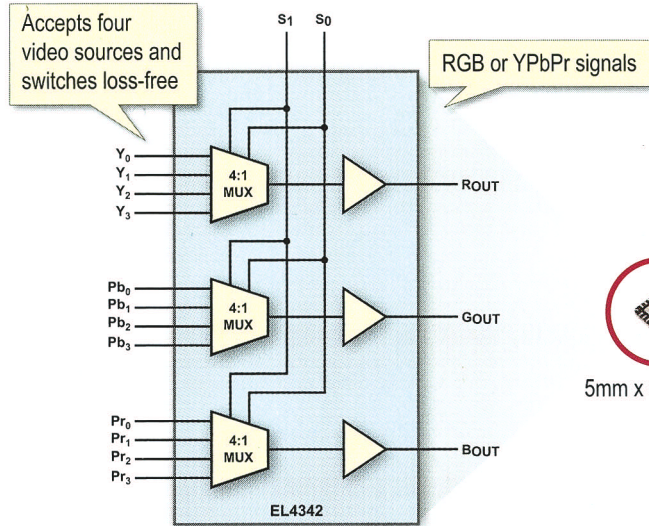 Accepts four
video sources and
switches loss-free
S1 S0
RGB or YPbPr signals
Y0
Y1
Y2
Y3
4:1
MUX
ROUT
Pb0
Pb1
Pb2
Pb3
4:1
MUX
GOUT
5mm x
Pr0
Pr1
Pr2
Pr3
4:1
MUX
BOUT
EL4342